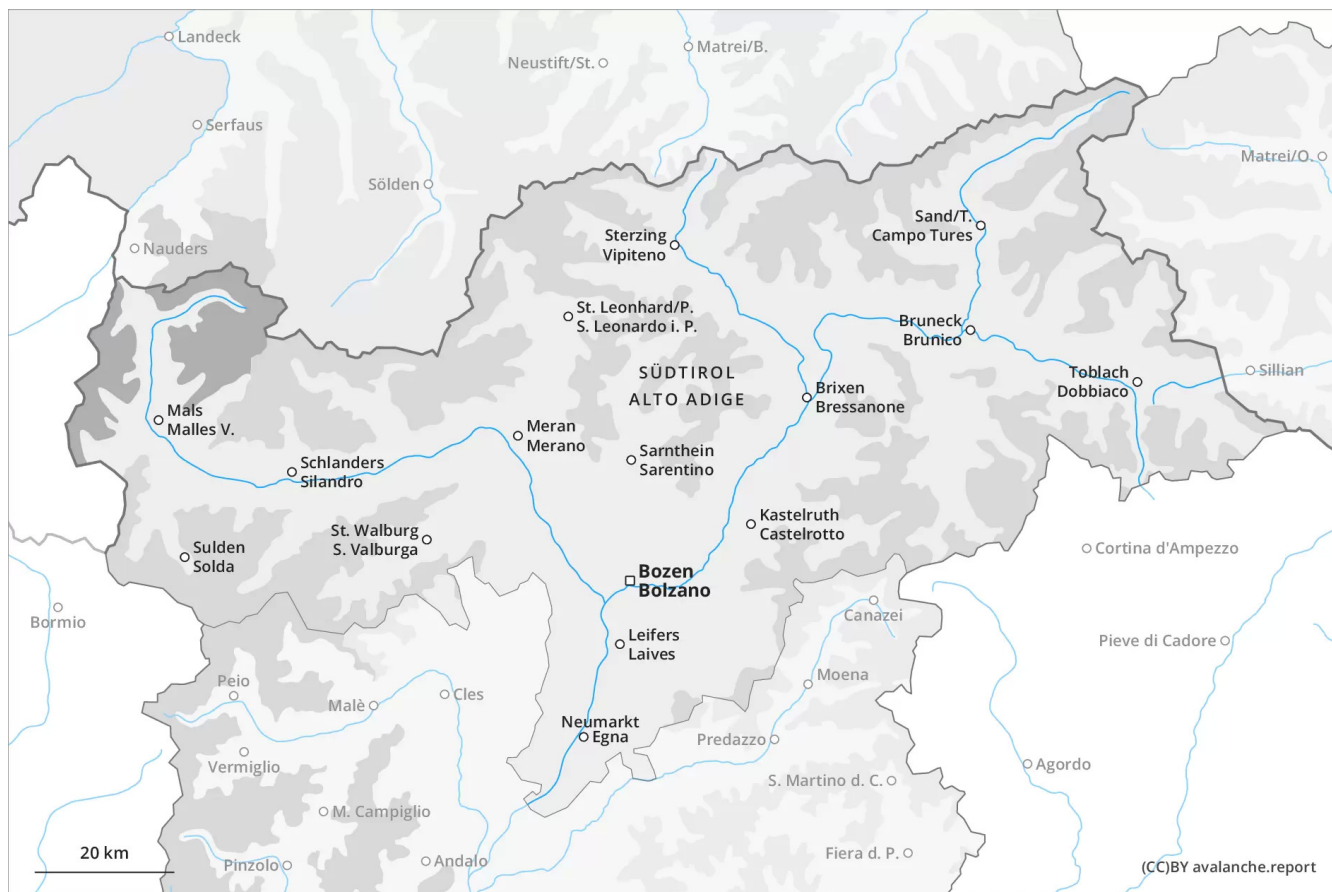 Landeck
Matrei/B.
Neustift/St.
Serfaus
Matrei/O.
Sölden
Sand/T.
Campo Tures
Sterzing
Vipiteno
Nauders
St. Leonhard/P.
S. Leonardo i. P.
Bruneck
Brunico
SÜDTIROL
ALTO ADIGE
Toblach
Dobbiaco
Sillian
Brixen
Bressanone
Mals
Malles V.
Meran
Merano
Sarnthein
Sarentino
Schlanders
Silandro
St. Walburg
S. Valburga
Kastelruth
Castelrotto
Sulden
Solda
Cortina d'Ampezzo
Bozen
Bolzano
Bormio
Canazei
Leifers
Laives
Pieve di Cadore
Peio
Moena
Malè
Cles
Neumarkt
Egna
Predazzo
Vermiglio
Agordo
S. Martino d. C.
M. Campiglio
20 km
Fiera d. P.
Pinzolo
Andalo
(CC)BY avalanche.report